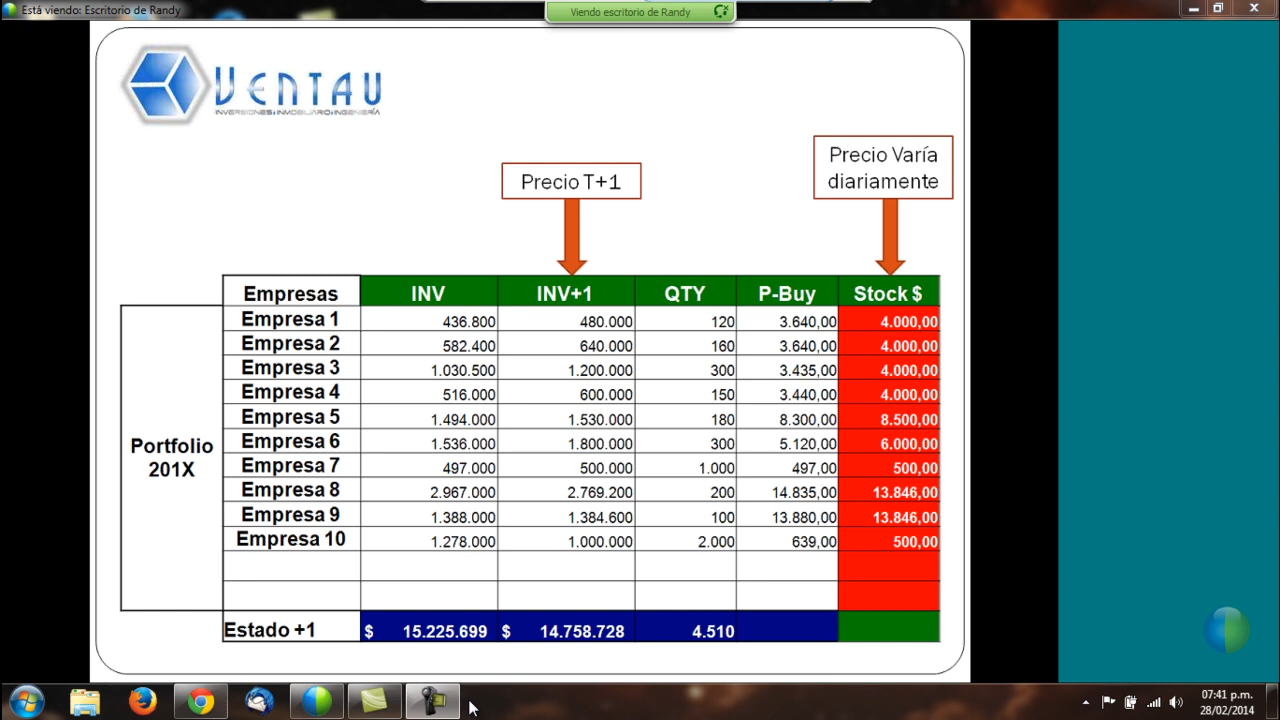 Está viendo: Escritorio de Randy
Viendo escritorio de Randy
VENTAU
INVERSIONES INMOBILIARIO INGENIERÍA
Precio T+1
Precio Varía
diariamente
Empresas INV INV+1 QTY P-Buy Stock $
Empresa 1 436.800 480.000 120 3.640,00 4.000,00
Empresa 2 582.400 640.000 160 3.640,00 4.000,00
Empresa 3 1.030.500 1.200.000 300 3.435,00 4.000,00
Empresa 4 516.000 600.000 150 3.440,00 4.000,00
Empresa 5 1.494.000 1.530.000 180 8.300,00 8.500,00
Empresa 6 1.536.000 1.800.000 300 5.120,00 6.000,00
Empresa 7 497.000 500.000 1.000 497,00 500,00
Empresa 8 2.967.000 2.769.200 200 14.835,00 13.846,00
Empresa 9 1.388.000 1.384.600 100 13.880,00 13.846,00
Empresa 10 1.278.000 1.000.000 2.000 639,00 500,00
Portfolio
201X
Estado +1 $ 15.225.699 $ 14.758.728 4.510
07:41 p.m.
28/02/2014